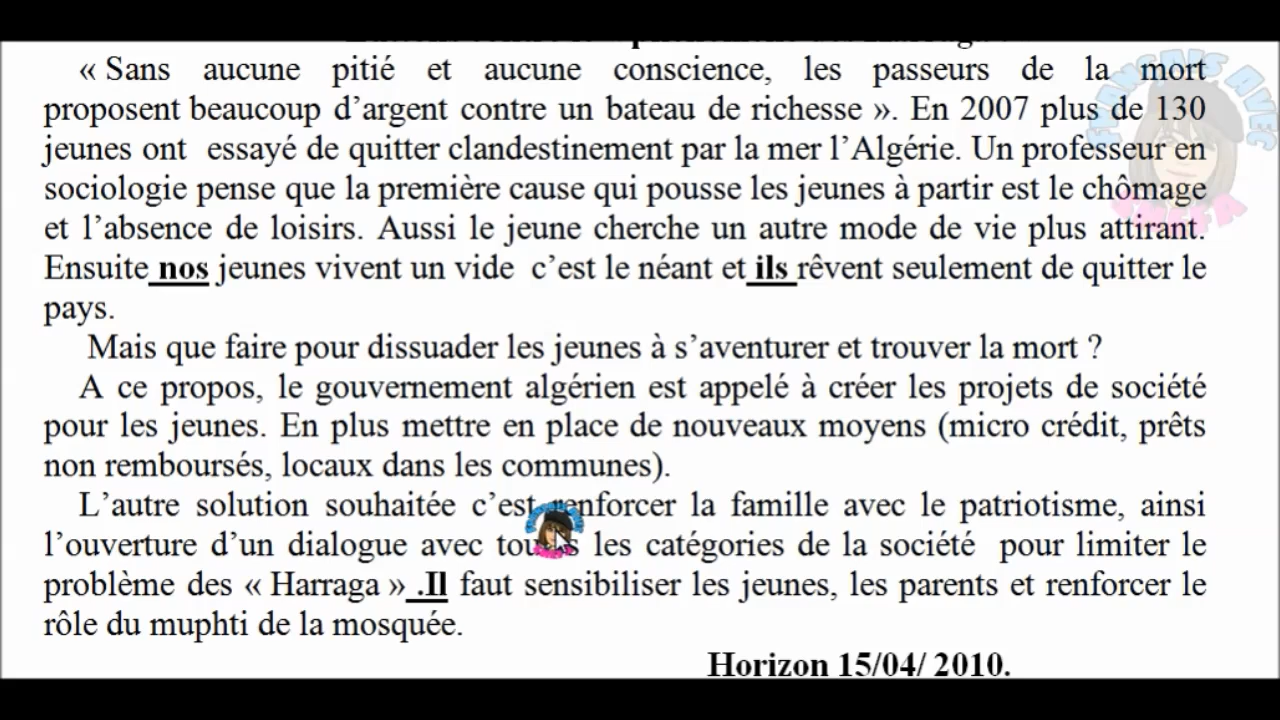 « Sans aucune pitié et aucune conscience, les passeurs de la mort
proposent beaucoup d’argent contre un bateau de richesse ». En 2007 plus de 130
jeunes ont essayé de quitter clandestinement par la mer l’Algérie. Un professeur en
sociologie pense que la première cause qui pousse les jeunes à partir est le chômage
et l’absence de loisirs. Aussi le jeune cherche un autre mode de vie plus attirant.
Ensuite nos jeunes vivent un vide c’est le néant et ils rêvent seulement de quitter le
pays.
Mais que faire pour dissuader les jeunes à s’aventurer et trouver la mort ?
A ce propos, le gouvernement algérien est appelé à créer les projets de société
pour les jeunes. En plus mettre en place de nouveaux moyens (micro crédit, prêts
non remboursés, locaux dans les communes).
L’autre solution souhaitée c’est renforcer la famille avec le patriotisme, ainsi
l’ouverture d’un dialogue avec toutes les catégories de la société pour limiter le
problème des « Harraga » .Il faut sensibiliser les jeunes, les parents et renforcer le
rôle du muphti de la mosquée.
Horizon 15/04/ 2010.
FRANÇAIS AVEC